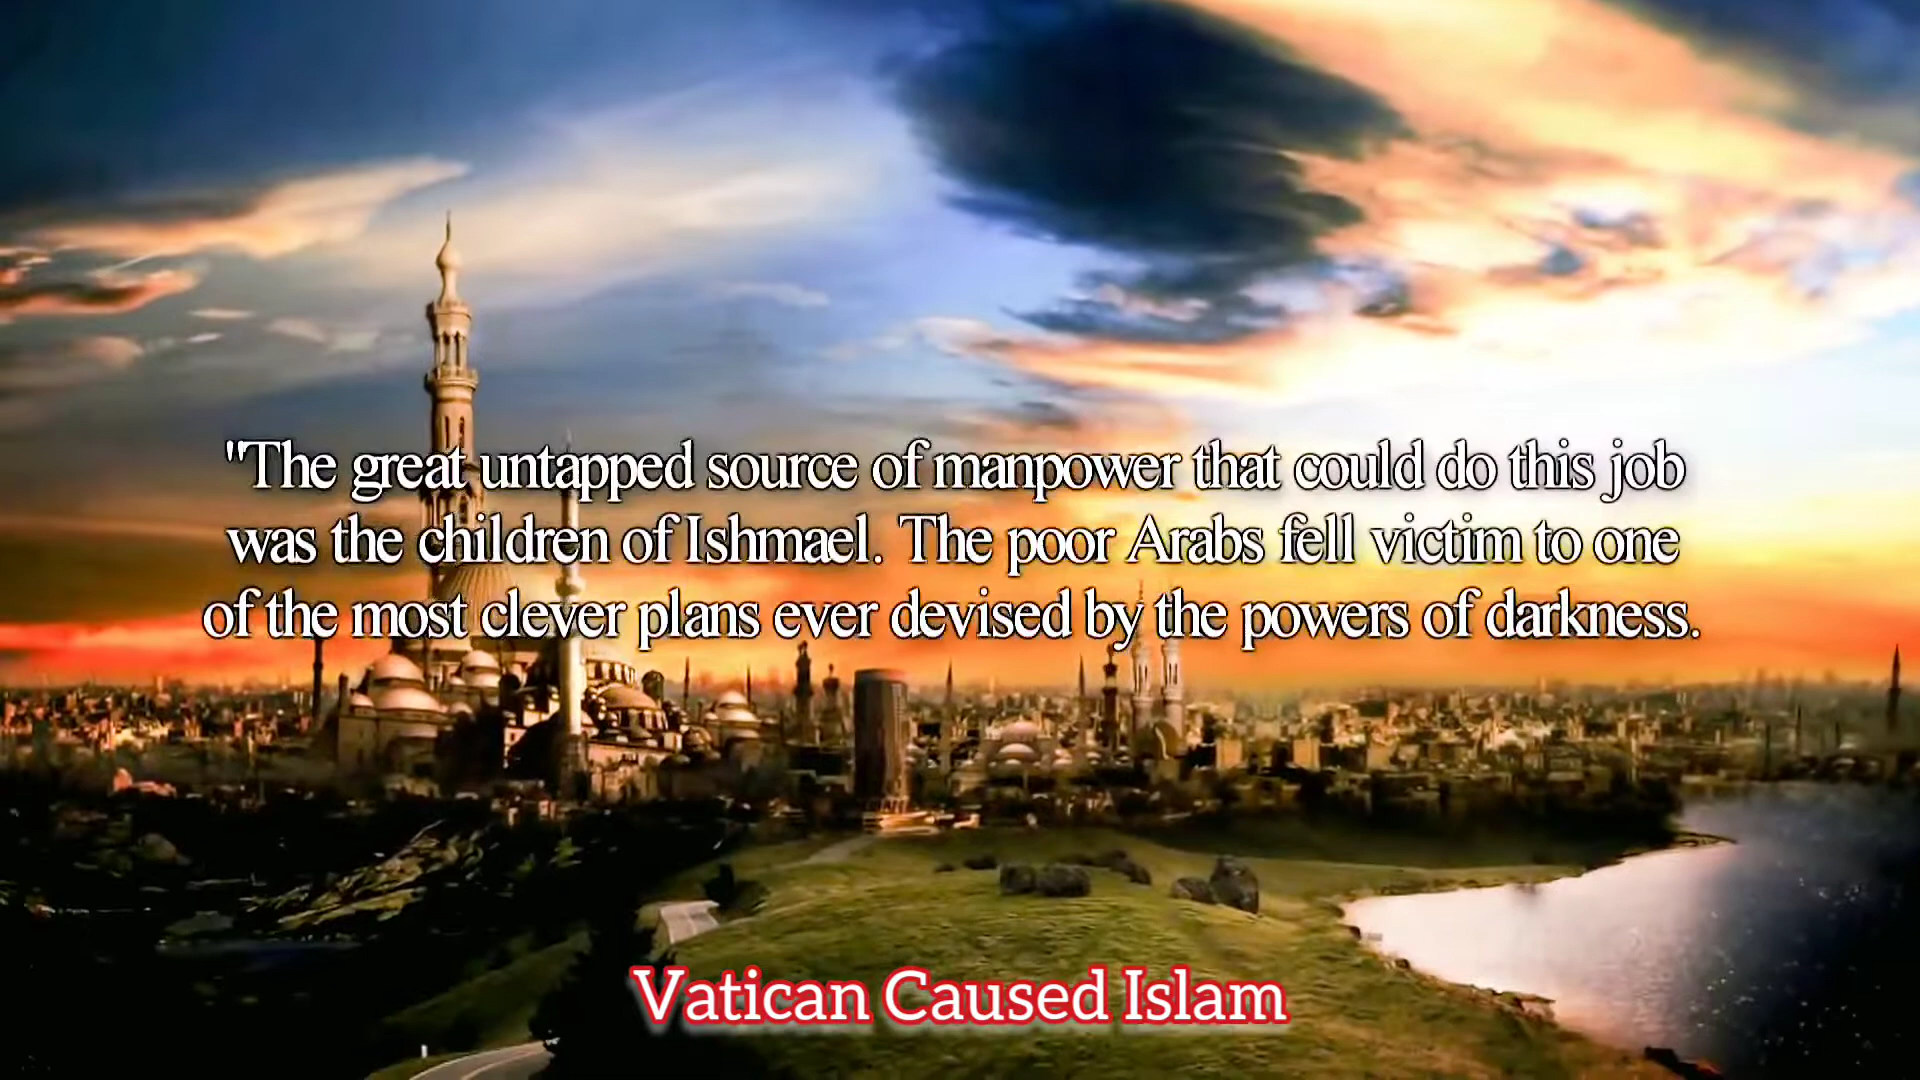 "The great untapped source of manpower that could do this job
was the children of Ishmael. The poor Arabs fell victim to one
of the most clever plans ever devised by the powers of darkness.
Vatican Caused Islam